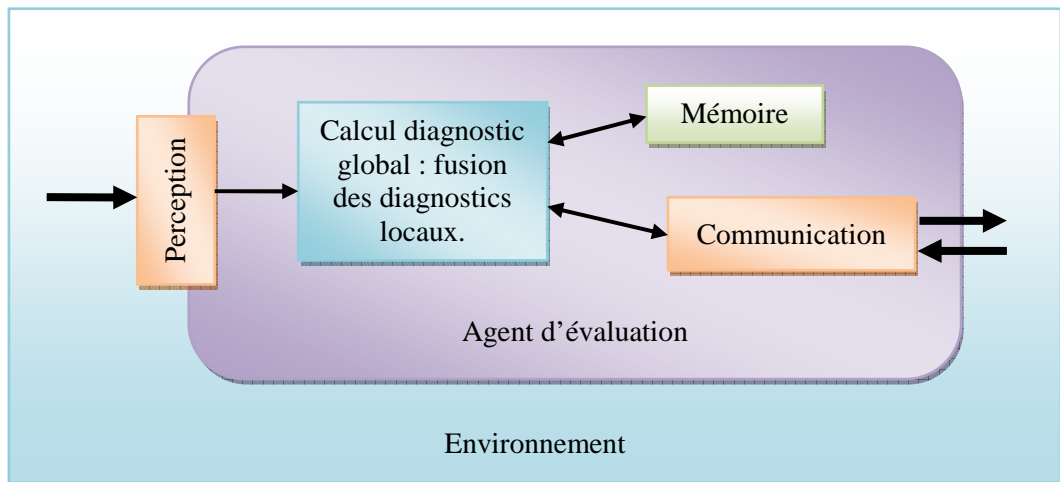 Perception
Calcul diagnostic
global : fusion
des diagnostics
locaux.
Mémoire
Communication
Agent d’évaluation
Environnement